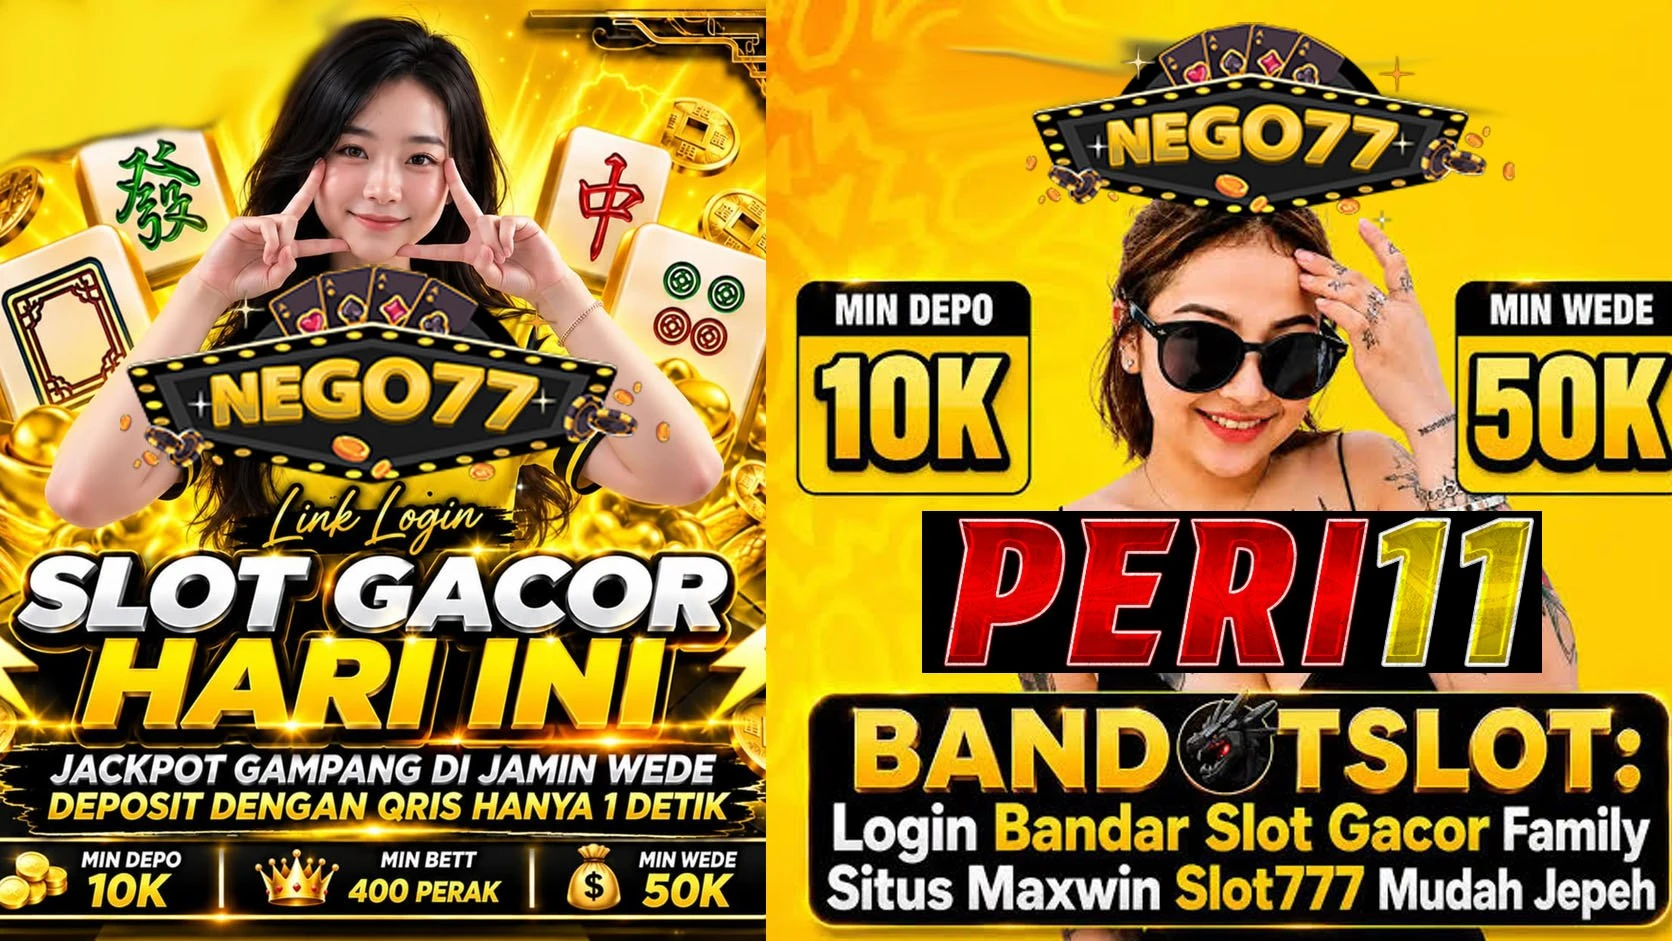 發
中
NEGO77
Link Login
SLOT GACOR
HARI INI
JACKPOT GAMPANG DI JAMIN WEDE
DEPOSIT DENGAN QRIS HANYA 1 DETIK
MIN DEPO
10K
MIN BETT
400 PERAK
MIN WEDE
50K
NEGO77
MIN DEPO
10K
MIN WEDE
50K
PERI11
BANDOTSLOT:
Login Bandar Slot Gacor Family
Situs Maxwin Slot777 Mudah Jepeh